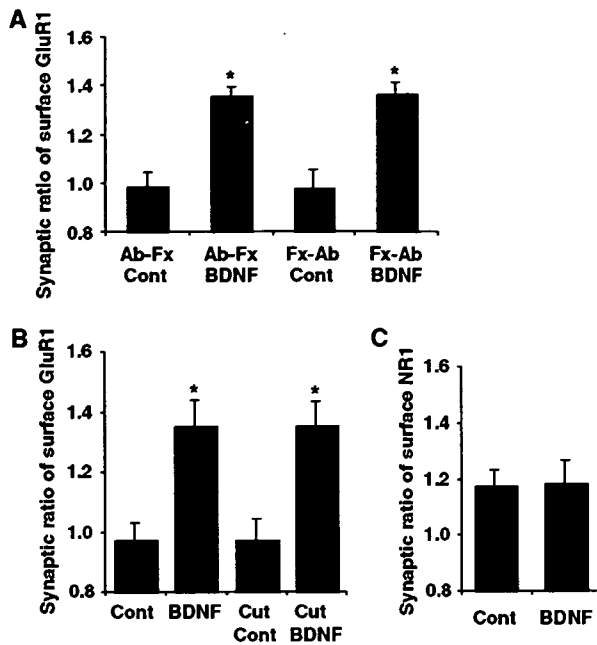 A
Synaptic ratio of surface GluR1
1.6
1.4
1.2
1.0
0.8
*
*
Ab-Fx Cont
Ab-Fx BDNF
Fx-Ab Cont
Fx-Ab BDNF
B
Synaptic ratio of surface GluR1
1.6
1.4
1.2
1.0
0.8
*
*
Cont
BDNF
Cut Cont
Cut BDNF
C
Synaptic ratio of surface NR1
1.6
1.4
1.2
1.0
0.8
Cont
BDNF